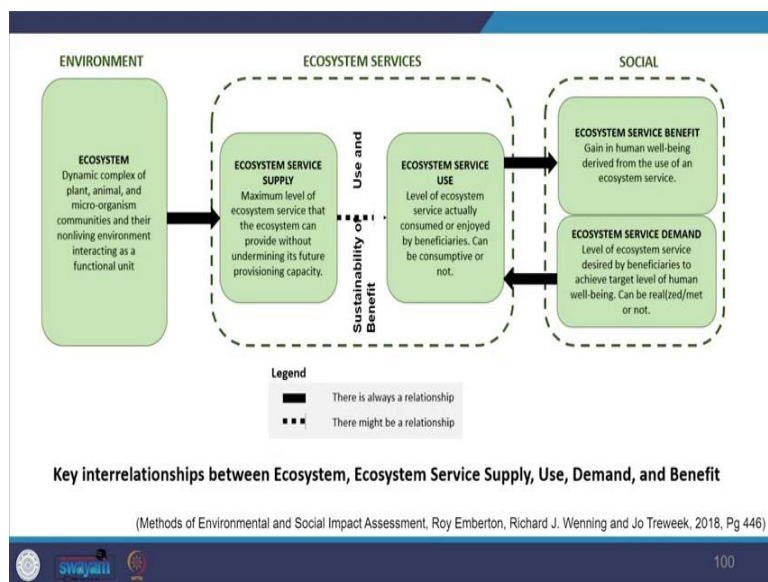 ENVIRONMENT
ECOSYSTEM SERVICES
SOCIAL
ECOSYSTEM
Dynamic complex of
plant, animal, and
micro-organism
communities and their
nonliving environment
interacting as a
functional unit
ECOSYSTEM SERVICE
SUPPLY
Maximum level of
ecosystem service that
the ecosystem can
provide without
undermining its future
provisioning capacity.
Sustainability of Use and
Benefit
ECOSYSTEM SERVICE
USE
Level of ecosystem
service actually
consumed or enjoyed by
beneficiaries. Can
be consumptive or
not.
ECOSYSTEM SERVICE BENEFIT
Gain in human well-being
derived from the use of an
ecosystem service.
ECOSYSTEM SERVICE DEMAND
Level of ecosystem service
desired by beneficiaries to
achieve target level of human
well-being. Can be real(zed/met
or not.
Legend
There is always a relationship
There might be a relationship
Key interrelationships between Ecosystem, Ecosystem Service Supply, Use, Demand, and Benefit
(Methods of Environmental and Social Impact Assessment, Roy Emberton, Richard J. Wenning and Jo Treweek, 2018, Pg 446)
swayam
100